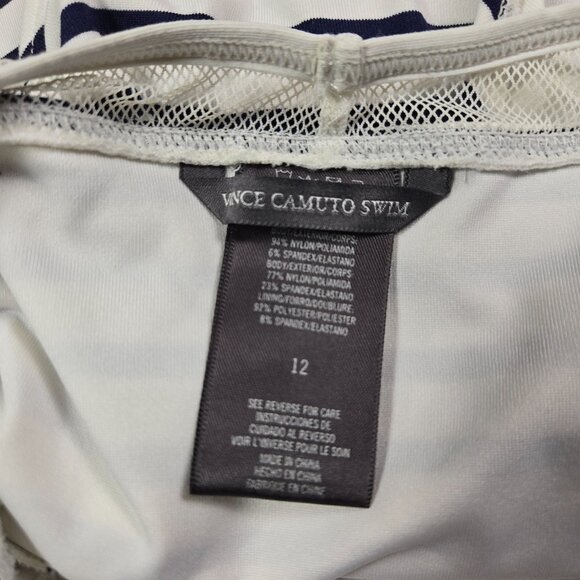 VINCE CAMUTO SWIM
94% NYLON/POLIAMIDA
6% SPANDEX/ELASTANO
BODY/EXTERIOR/CORPS:
77% NYLON/POLIAMIDA
23% SPANDEX/ELASTANO
LINING/FORRO/DOUBLURE:
92% POLYESTER/POLIESTER
8% SPANDEX/ELASTANO
12
SEE REVERSE FOR CARE
INSTRUCCIONES DE
CUIDADO AL REVERSO
VOIR L'INVERSE POUR LE SOIN
MADE IN CHINA
HECHO EN CHINA
FABRIQUE EN CHINE